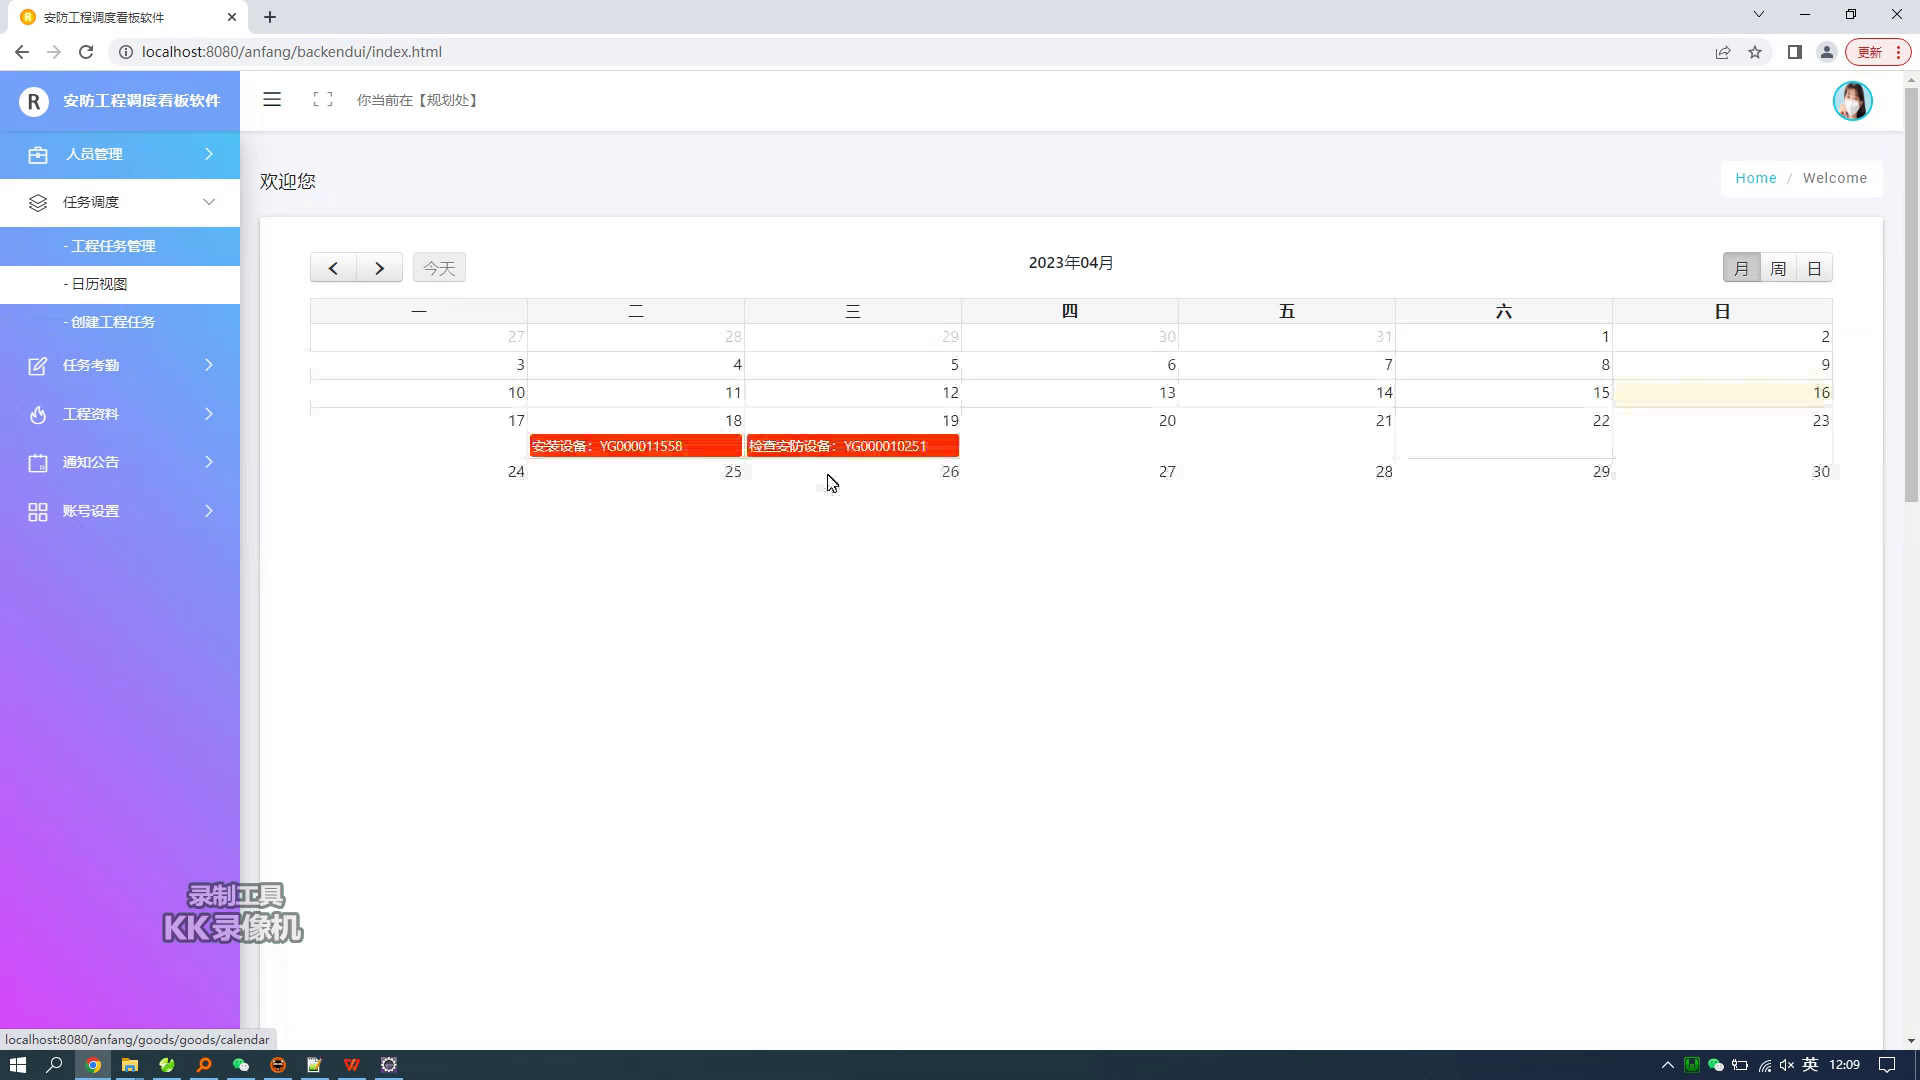 安防工程调度看板软件
localhost:8080/anfang/backendui/index.html
更新
R 安防工程调度看板软件
你当前在【规划处】
人员管理
任务调度
- 工程任务管理
- 日历视图
- 创建工程任务
任务考勤
工程资料
通知公告
账号设置
欢迎您
Home / Welcome
今天
2023年04月
月 周 日
一 二 三 四 五 六 日
27 28 29 30 31 1 2
3 4 5 6 7 8 9
10 11 12 13 14 15 16
17 18 19 20 21 22 23
安装设备：YG000011558 检查安防设备：YG000010251
24 25 26 27 28 29 30
录制工具
KK录像机
localhost:8080/anfang/goods/goods/calendar
英 12:09